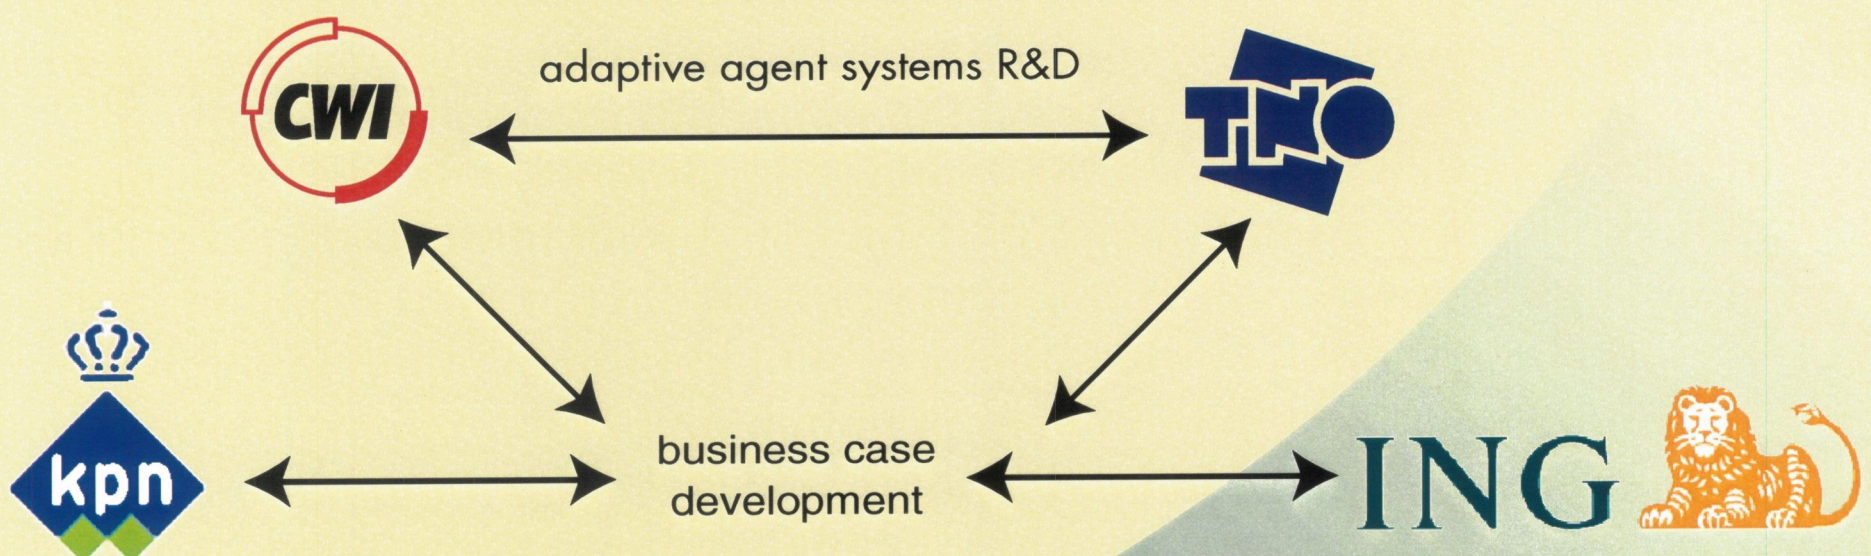 CWI
adaptive agent systems R&D
TNO
kpn
business case
development
ING